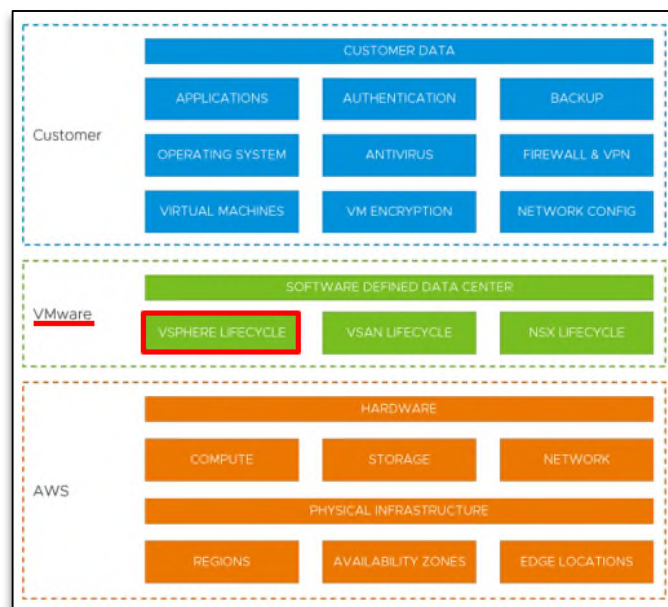 CUSTOMER DATA
APPLICATIONS AUTHENTICATION BACKUP
Customer
OPERATING SYSTEM ANTIVIRUS FIREWALL & VPN
VIRTUAL MACHINES VM ENCRYPTION NETWORK CONFIG
SOFTWARE DEFINED DATA CENTER
VMware
VSPHERE LIFECYCLE VSAN LIFECYCLE NSX LIFECYCLE
HARDWARE
COMPUTE STORAGE NETWORK
AWS
PHYSICAL INFRASTRUCTURE
REGIONS AVAILABILITY ZONES EDGE LOCATIONS